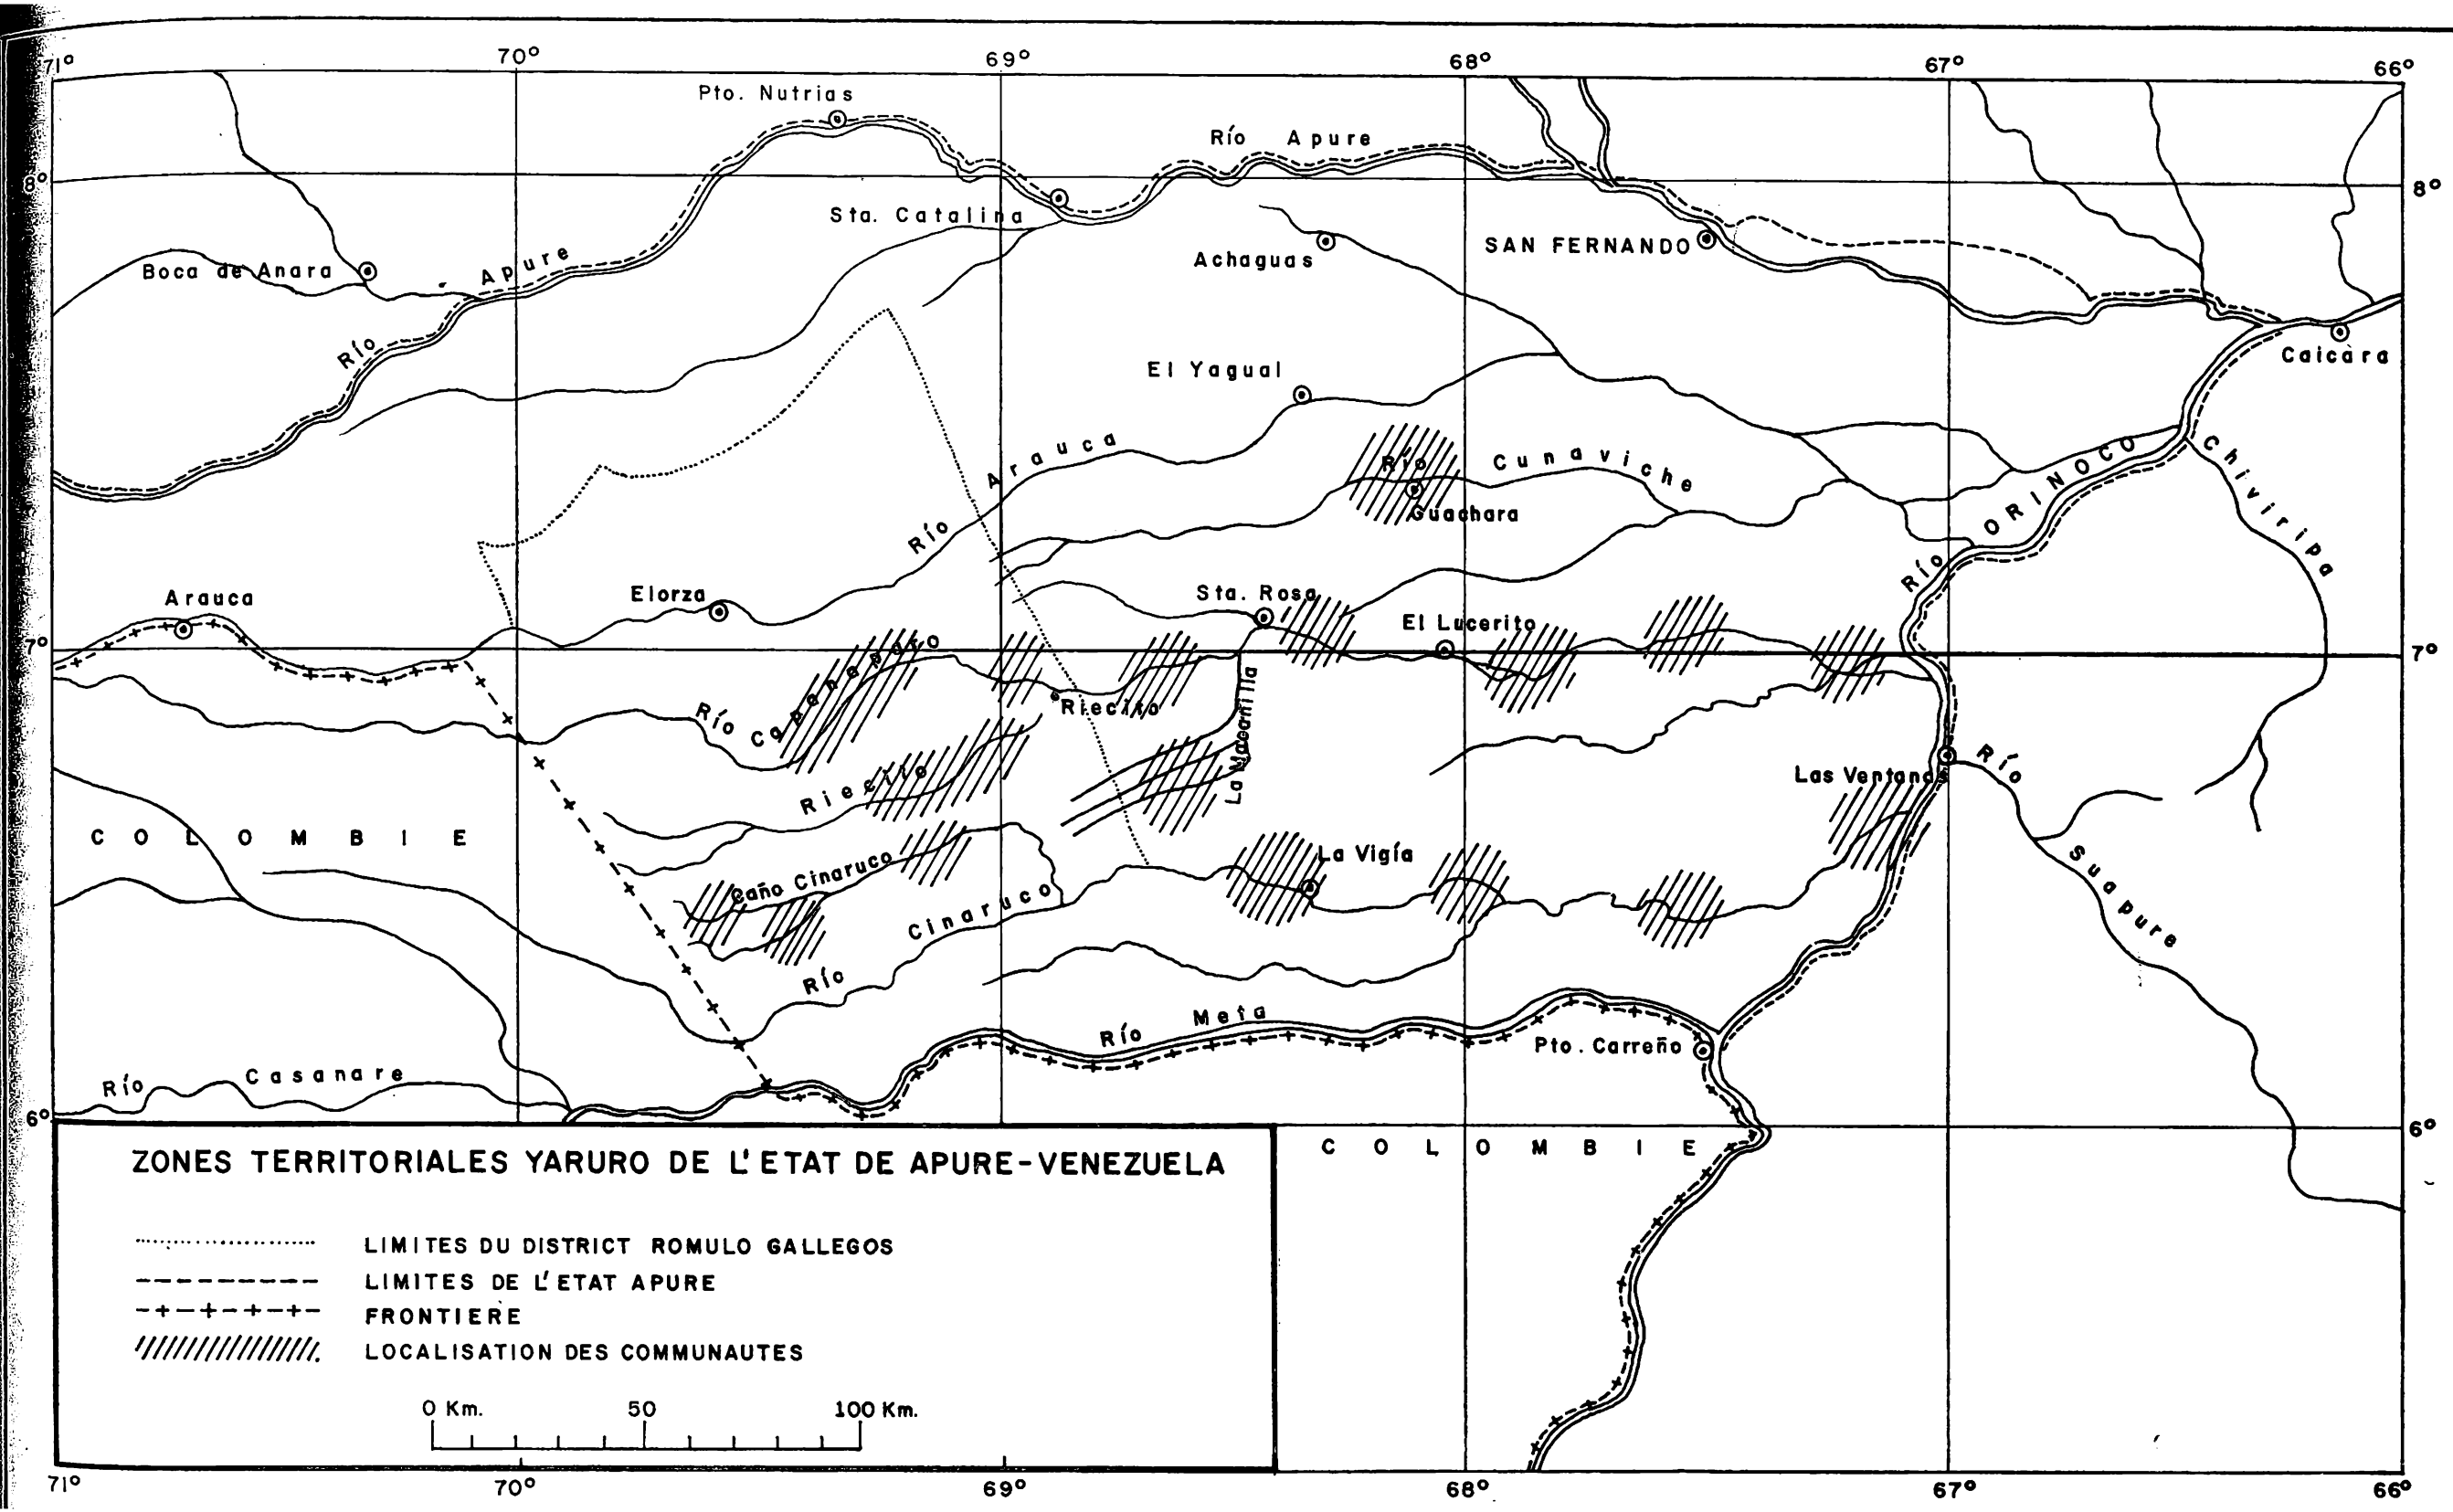 71°
70°
69°
68°
67°
66°
Pto. Nutrias
Río Apure
8°
8°
Sta. Catalina
Boca de Anara
Río Apure
Achaguas
SAN FERNANDO
Caicara
El Yagual
Río Arauca
Río Cunaviche
Guachara
Río ORINOCO
Chiviripa
Arauca
Elorza
Sta. Rosa
El Lucerito
7°
7°
Río Capanaparo
Riecito
La Macanilla
Riecito
Las Ventanas
Río Suapure
COLOMBIE
Caño Cinaruco
La Vigía
Río Cinaruco
Río Meta
Pto. Carreño
Río Casanare
6°
6°
COLOMBIE
ZONES TERRITORIALES YARURO DE L'ETAT DE APURE-VENEZUELA
LIMITES DU DISTRICT ROMULO GALLEGOS
LIMITES DE L'ETAT APURE
FRONTIERE
LOCALISATION DES COMMUNAUTES
0 Km. 50 100 Km.
71°
70°
69°
68°
67°
66°